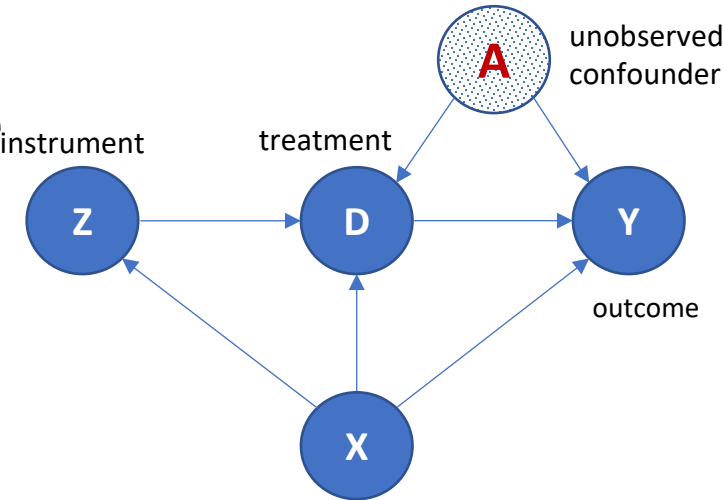 unobserved
confounder
A
instrument
treatment
Z
D
Y
outcome
X